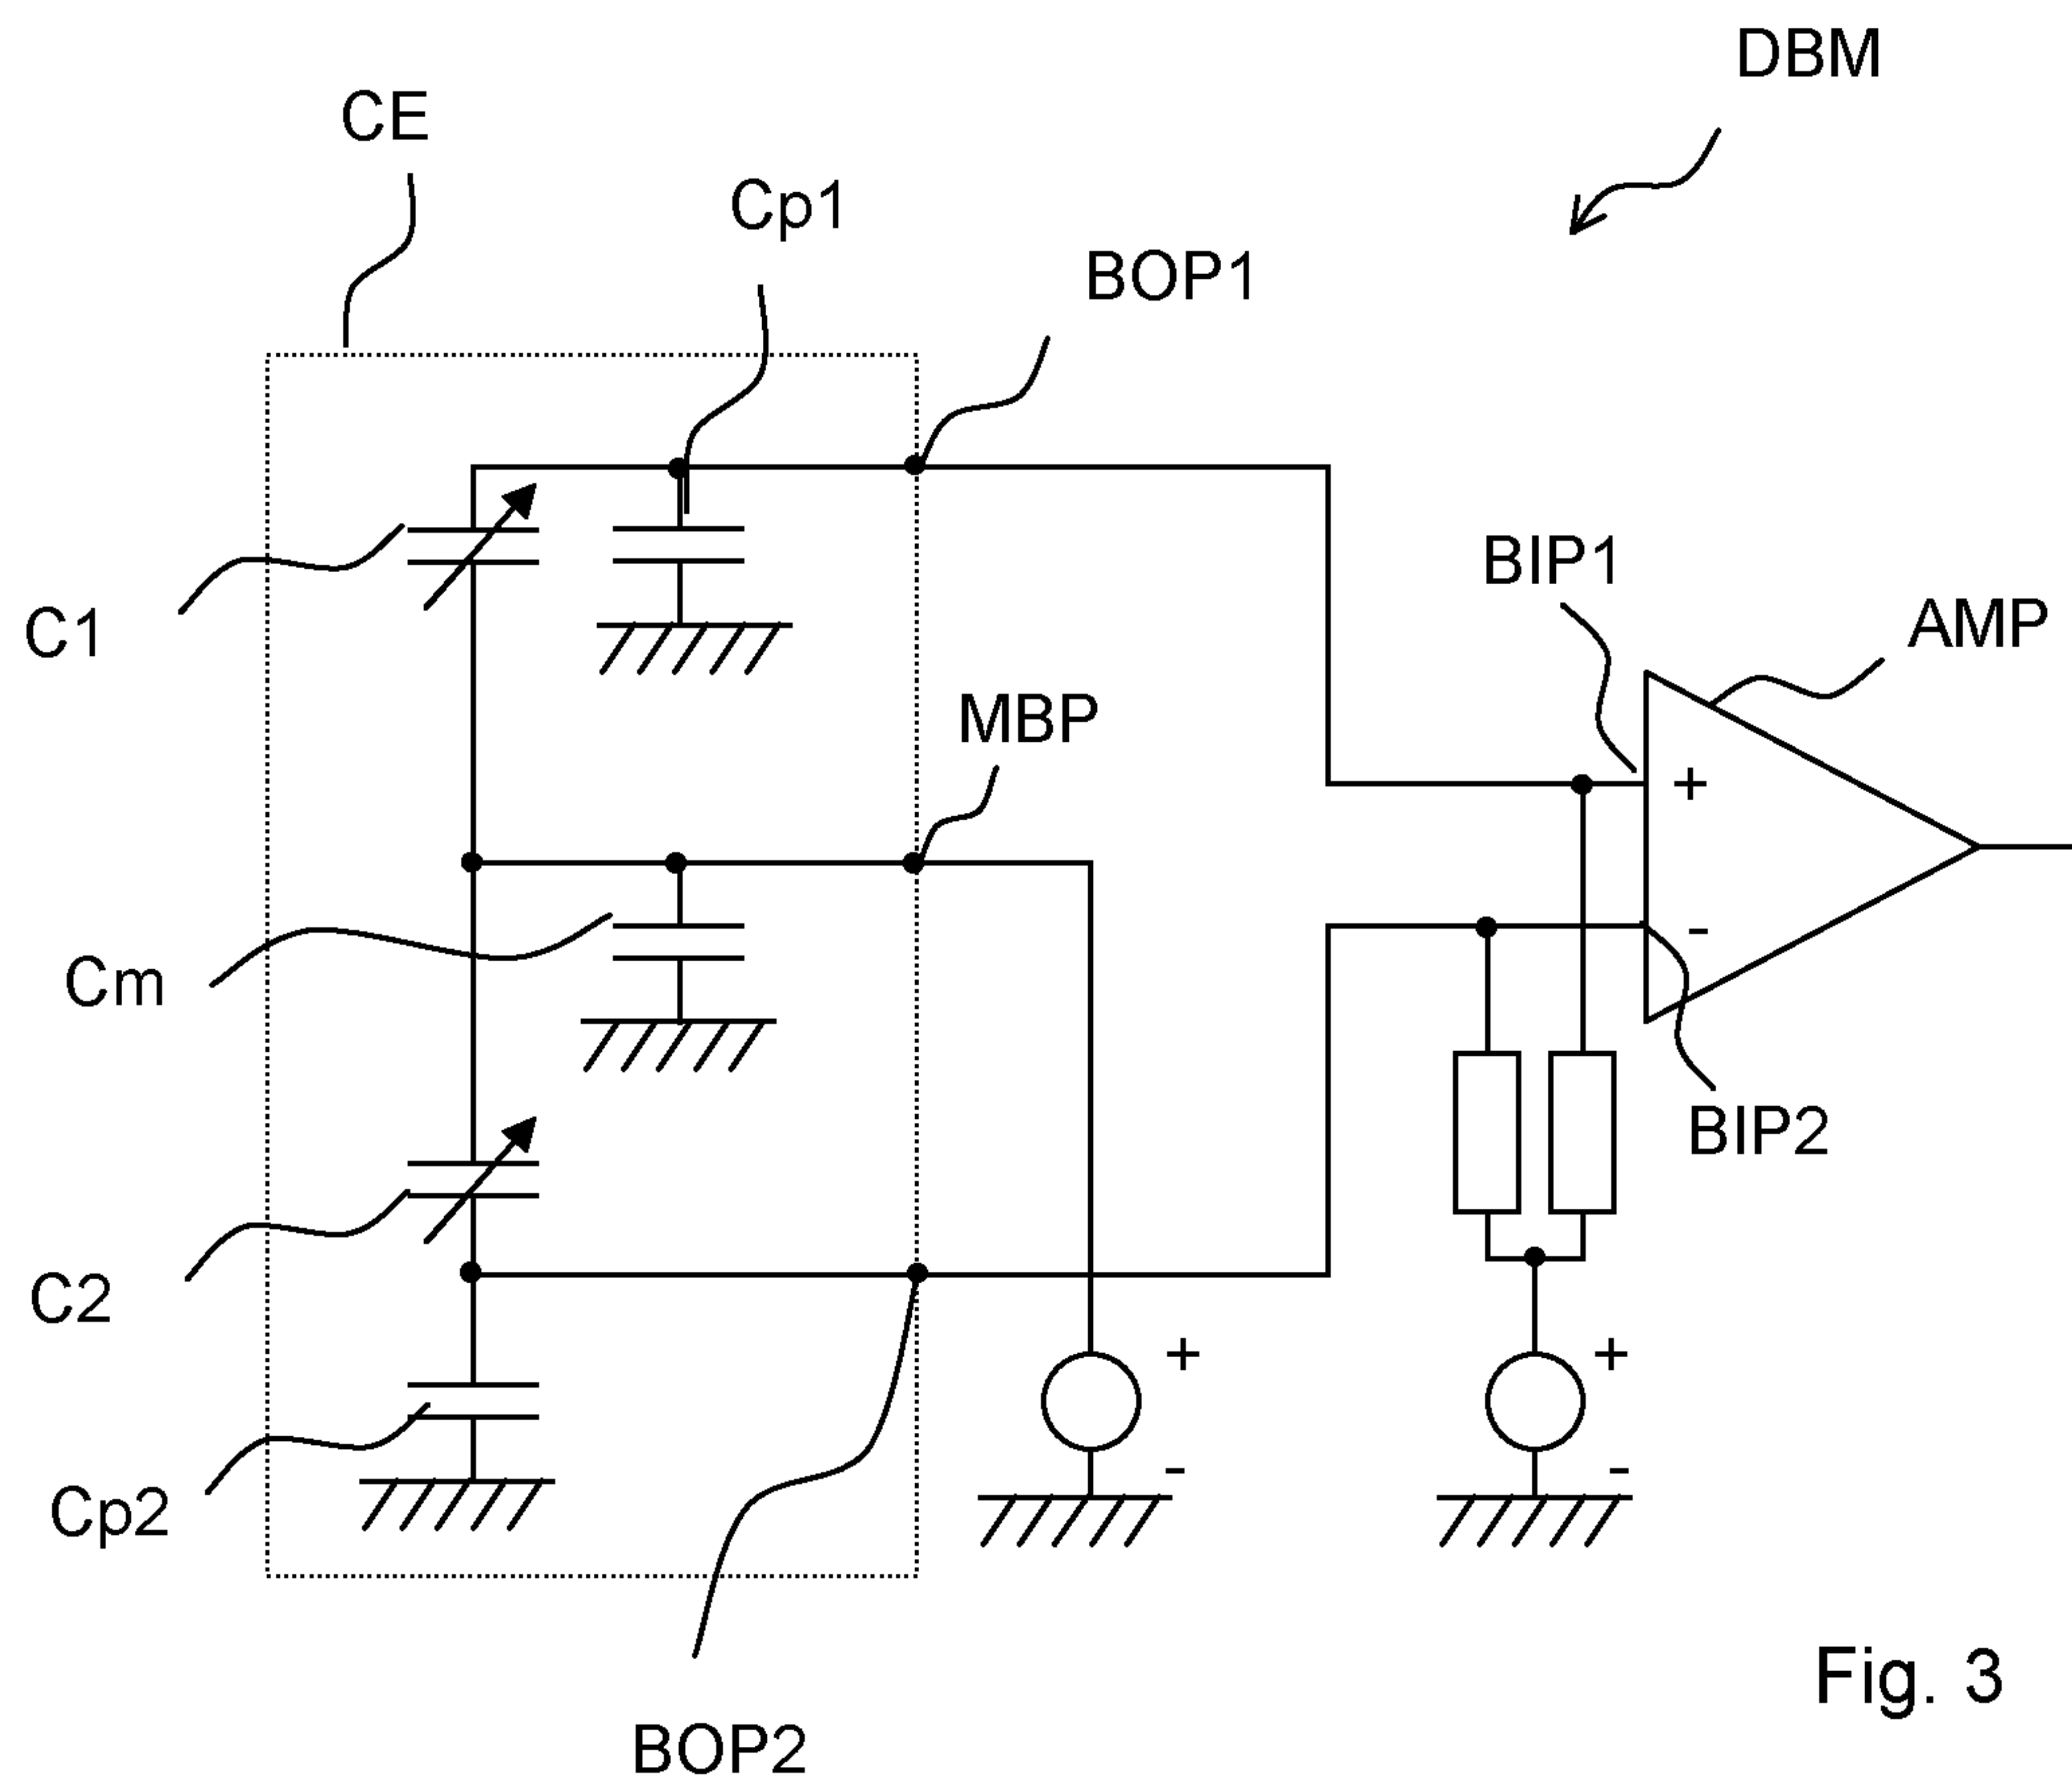 DBM
CE
Cp1
BOP1
BIP1
AMP
C1
MBP
+
-
Cm
BIP2
C2
+
+
-
-
Cp2
Fig. 3
BOP2